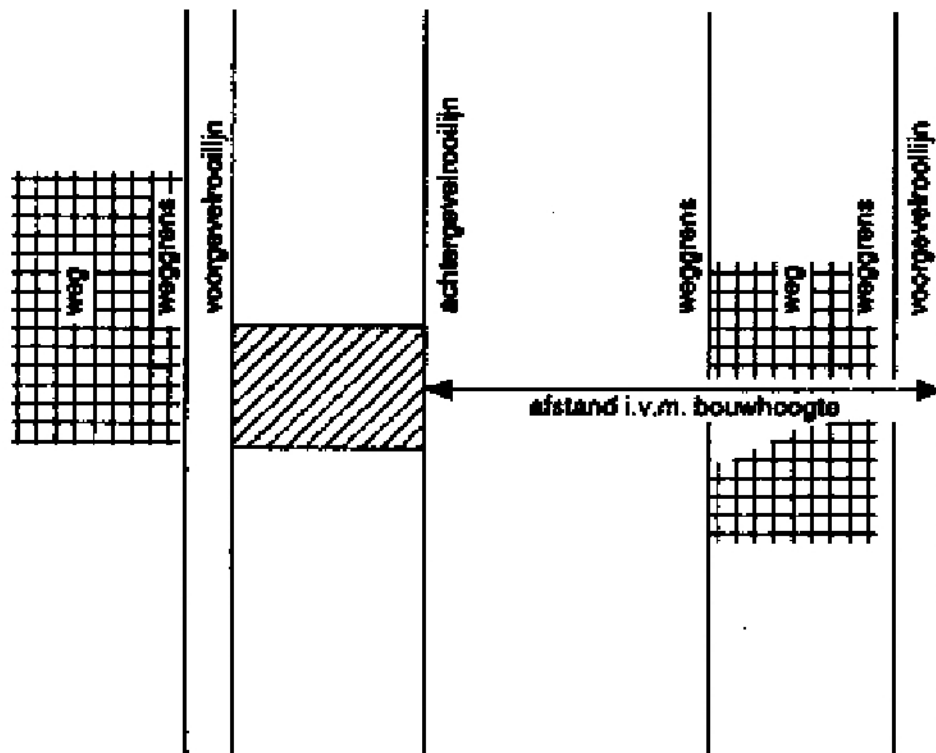 weg
weggrens
voorgevelrooilijn
achtergevelrooilijn
weggrens
weg
weggrens
voorgevelrooilijn
afstand i.v.m. bouwhoogte